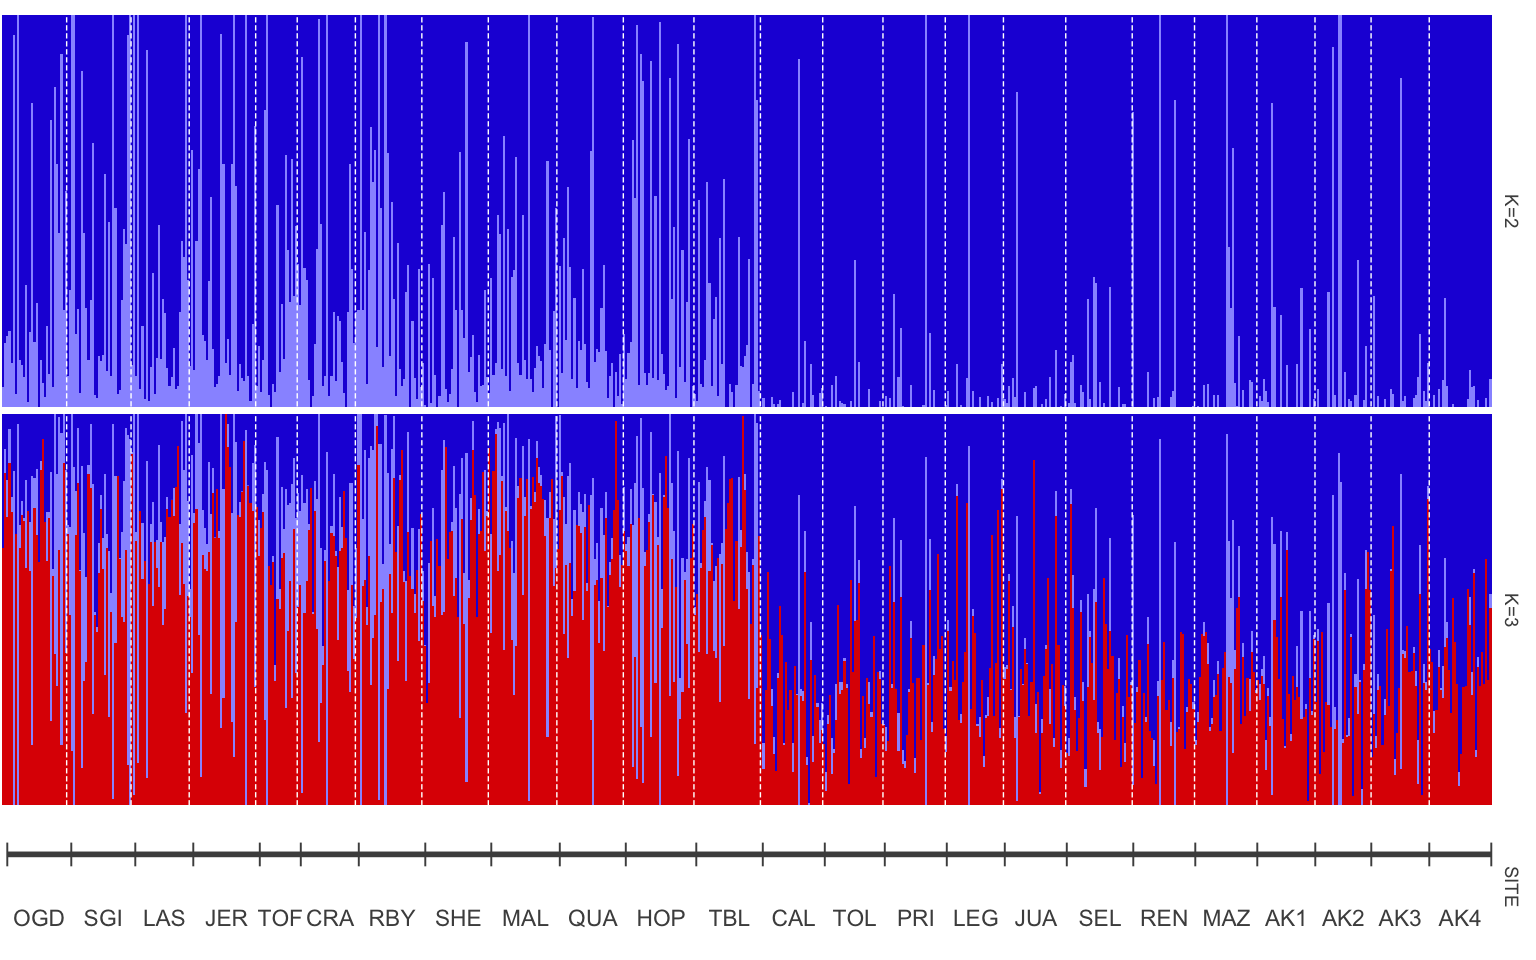 K=2
K=3
SITE
OGD SGI LAS JER TOF CRA RBY SHE MAL QUA HOP TBL CAL TOL PRI LEG JUA SEL REN MAZ AK1 AK2 AK3 AK4